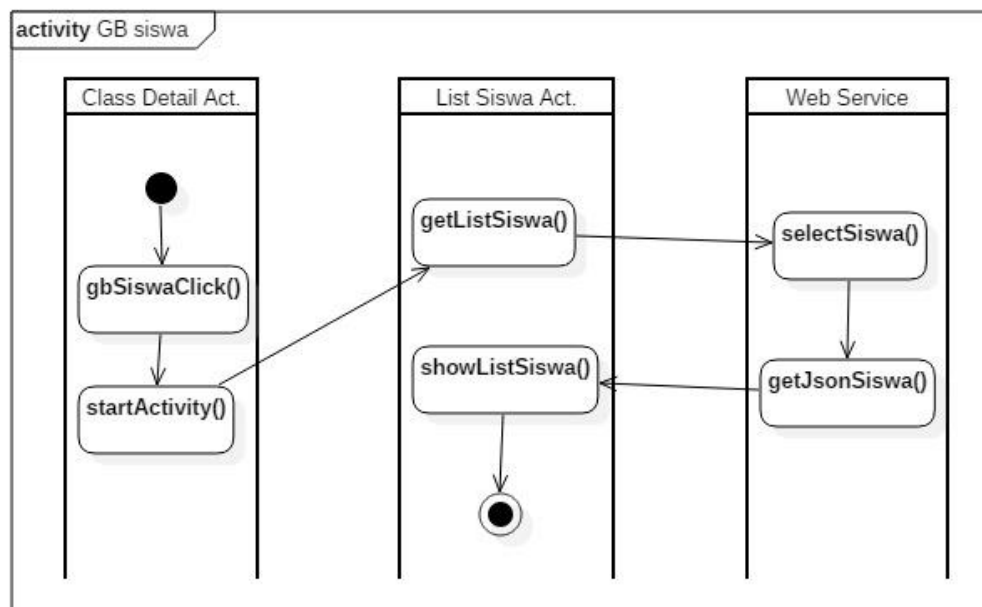 activity GB siswa
Class Detail Act.
List Siswa Act.
Web Service
gbSiswaClick()
startActivity()
getListSiswa()
showListSiswa()
selectSiswa()
getJsonSiswa()